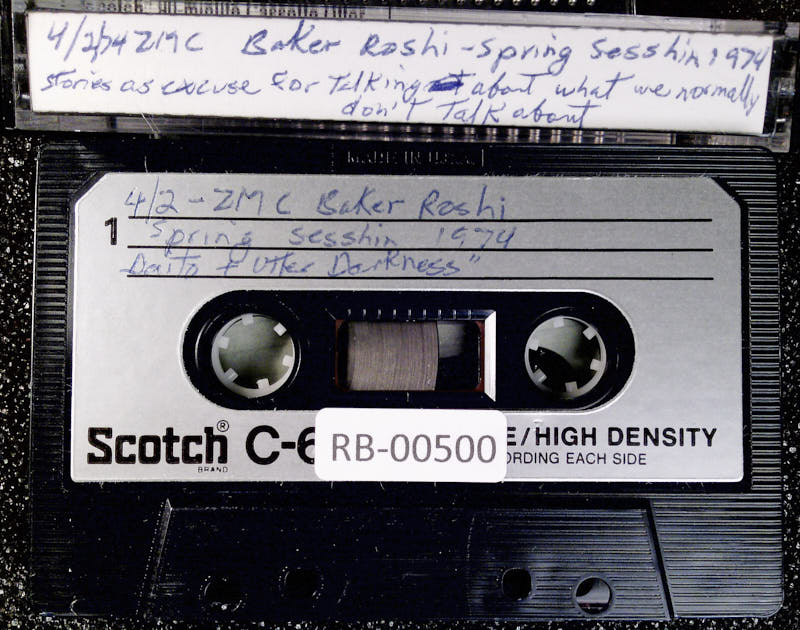 4/2/74 ZMC Baker Roshi - Spring Sesshin 1974
stories as excuse for talking about what we normally
don't talk about
MADE IN U.S.A.
4/2 - ZMC Baker Roshi
1 Spring Sesshin 1974
Daito + Utter Darkness"
Scotch® C-6 E/HIGH DENSITY
BRAND ORDING EACH SIDE
RB-00500